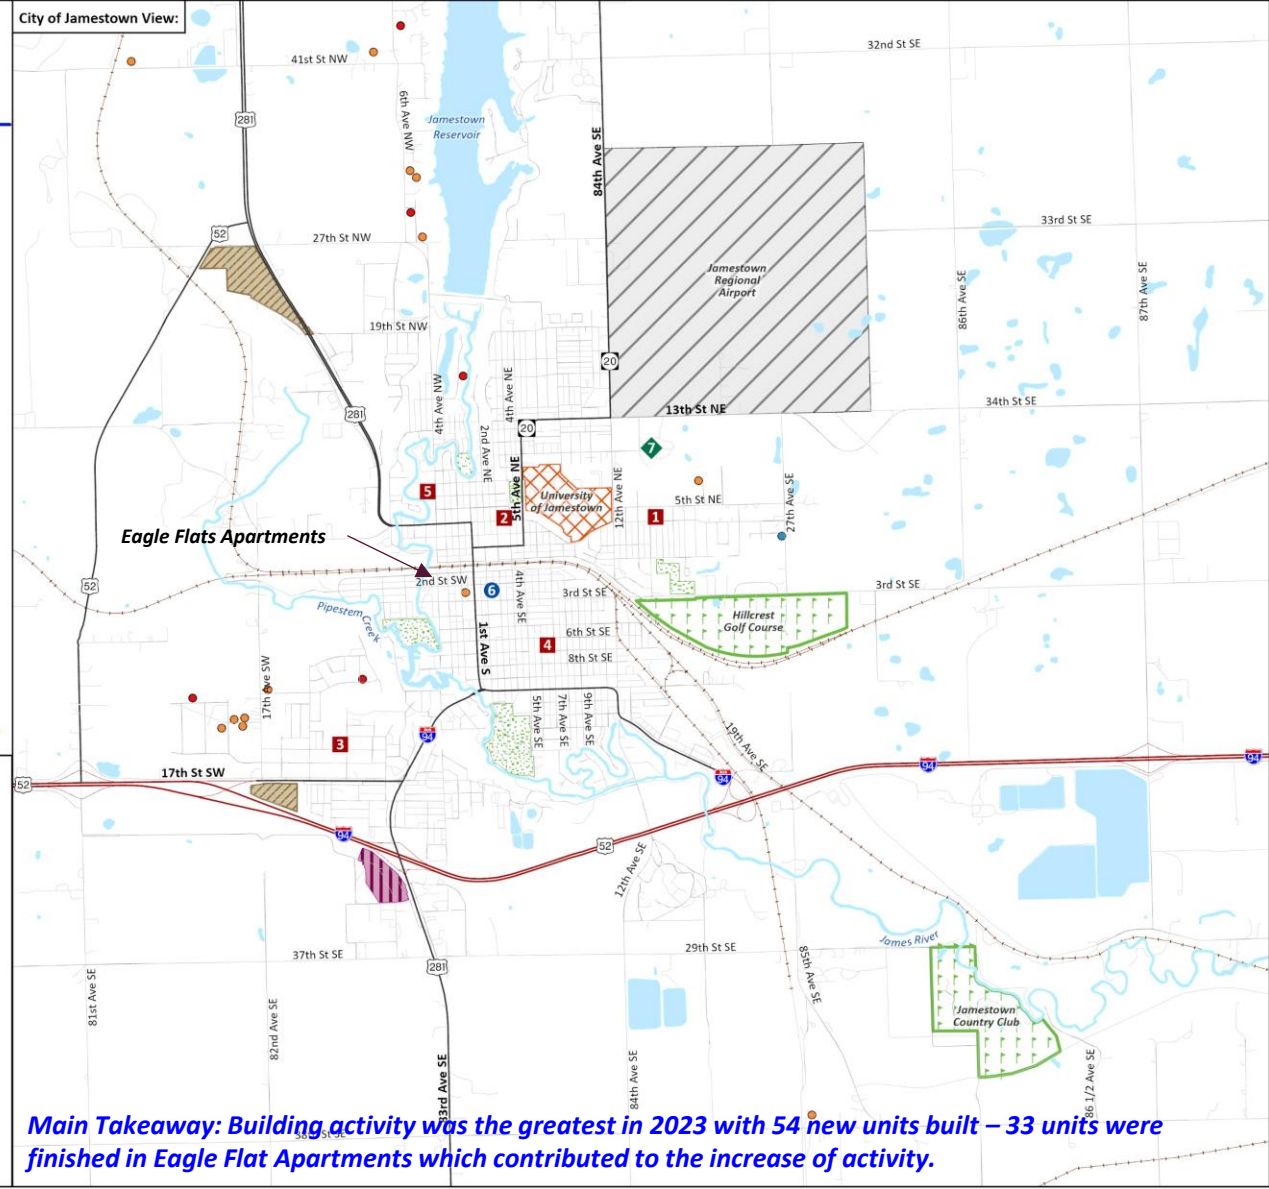 City of Jamestown View:
41st St NW
32nd St SE
281
6th Ave NW
Jamestown
Reservoir
84th Ave SE
52
27th St NW
33rd St SE
Jamestown
Regional
Airport
86th Ave SE
87th Ave SE
19th St NW
20
4th Ave NW
4th Ave NE
281
13th St NE
34th St SE
20
2nd Ave NE
7
5th Ave NE
5
University
of Jamestown
12th Ave NE
5th St NE
27th Ave SE
2
1
Eagle Flats Apartments
52
2nd St SW
6
4th Ave SE
3rd St SE
3rd St SE
Pipestem
Creek
Hillcrest
Golf Course
1st Ave S
6th St SE
4
8th St SE
17th Ave SW
5th Ave SE
7th Ave SE
9th Ave SE
94
3
19th Ave SE
17th St SW
52
94
94
94
94
52
12th Ave SE
James River
37th St SE
29th St SE
281
85th Ave SE
81st Ave SE
82nd Ave SE
Jamestown
Country Club
83rd Ave SE
84th Ave SE
86 1/2 Ave SE
38th St SE
Main Takeaway: Building activity was the greatest in 2023 with 54 new units built – 33 units were
finished in Eagle Flat Apartments which contributed to the increase of activity.